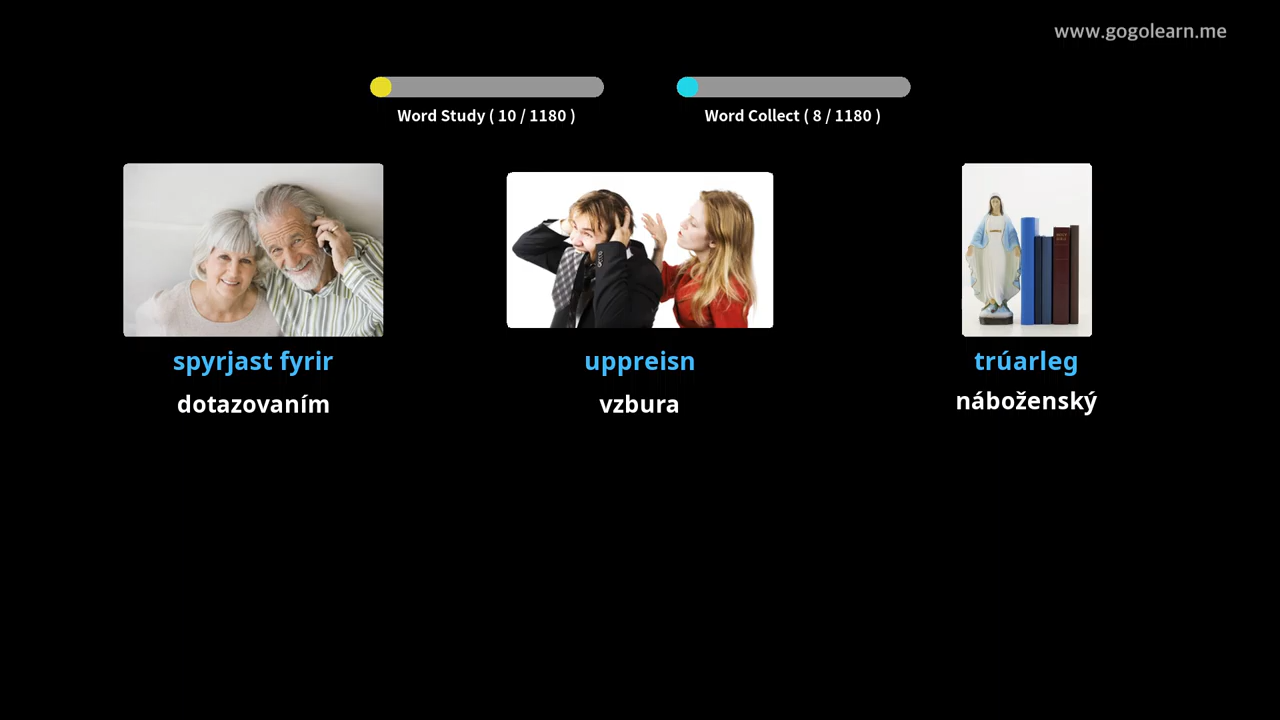 www.gogolearn.me
Word Study ( 10 / 1180 )
Word Collect ( 8 / 1180 )
spyrjast fyrir
uppreisn
trúarleg
dotazovaním
vzbura
náboženský